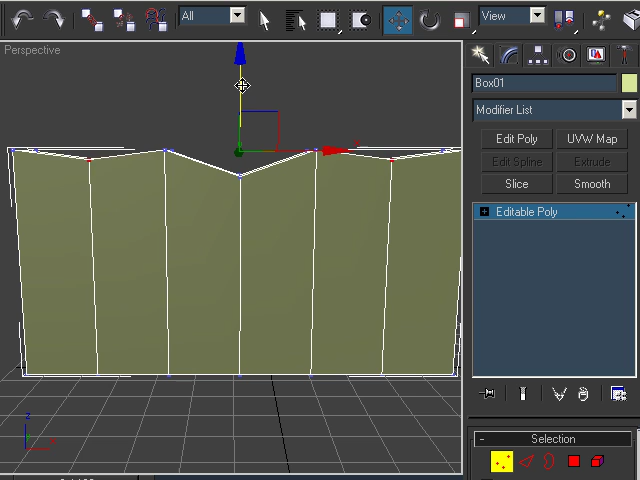 All
View
Perspective
Box01
Modifier List
Edit Poly
UVW Map
Edit Spline
Extrude
Slice
Smooth
Editable Poly
z
x
- Selection